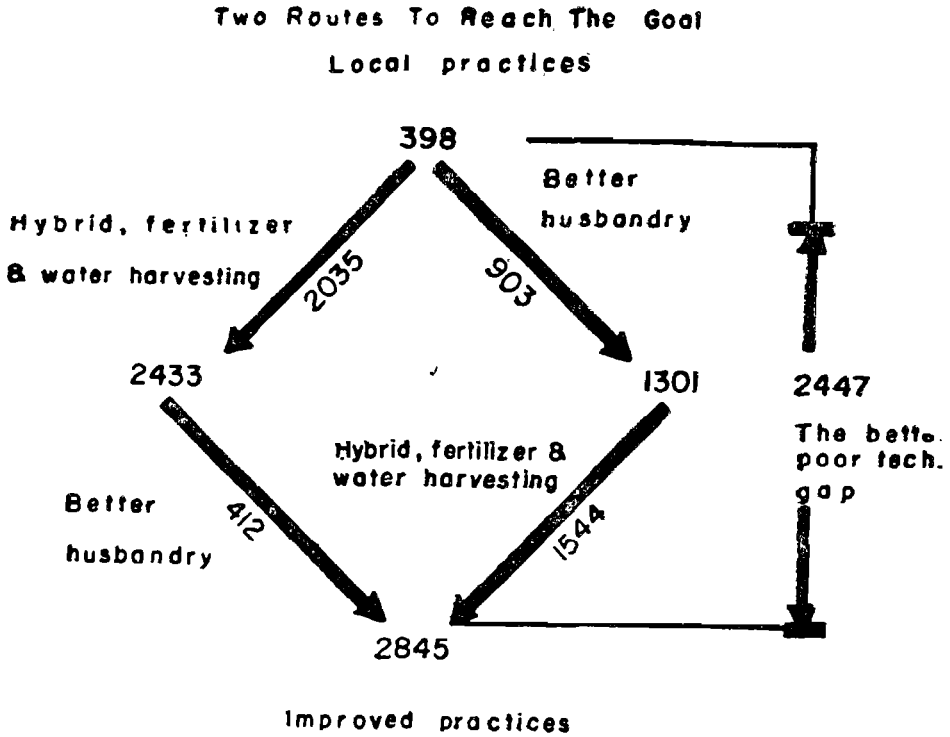 Two Routes To Reach The Goal
Local practices
398
Better
husbandry
Hybrid, fertilizer
& water harvesting
2035
903
2433
1301
2447
The
poor tech.
gap
Hybrid, fertilizer &
water harvesting
Better
husbandry
412
1544
2845
Improved practices